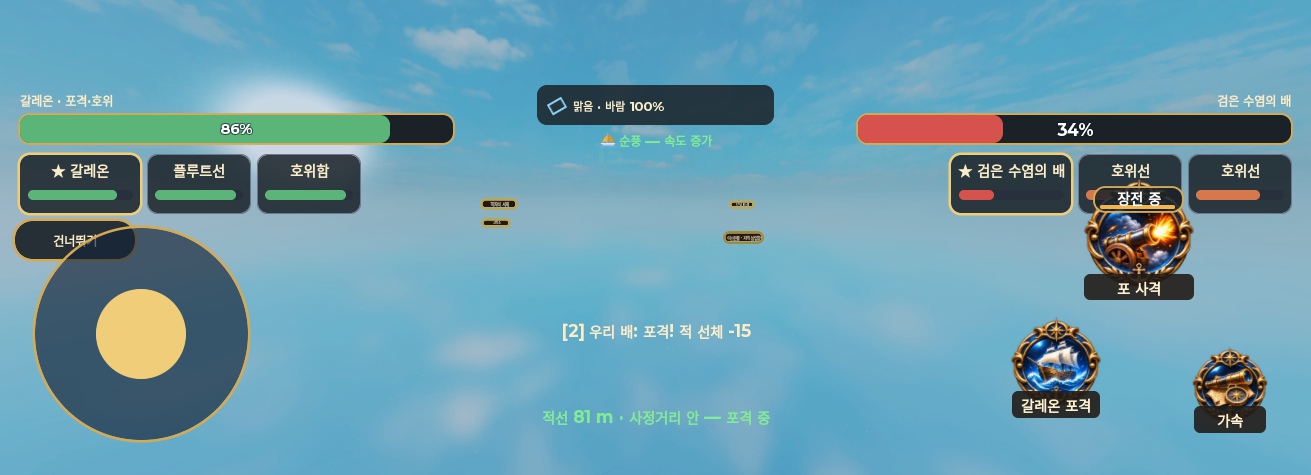 갈레온 · 포격·호위
86%
★ 갈레온
플루트선
호위함
건너뛰기
맑음 · 바람 100%
순풍 — 속도 증가
검은 수염의 배
34%
★ 검은 수염의 배
호위선
호위선
장전 중
포 사격
[2] 우리 배: 포격! 적 선체 -15
적선 81 m · 사정거리 안 — 포격 중
갈레온 포격
가속